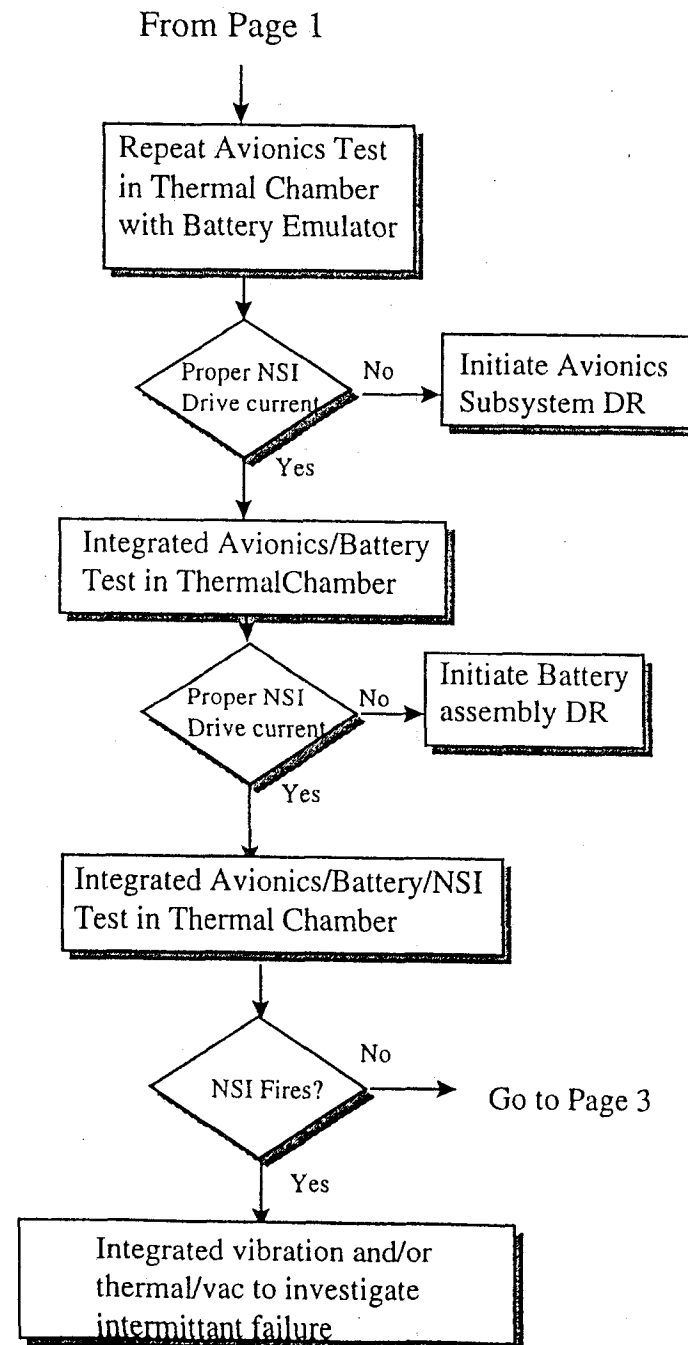 From Page 1
Repeat Avionics Test
in Thermal Chamber
with Battery Emulator
Proper NSI
Drive current
No
Initiate Avionics
Subsystem DR
Yes
Integrated Avionics/Battery
Test in ThermalChamber
Proper NSI
Drive current
No
Initiate Battery
assembly DR
Yes
Integrated Avionics/Battery/NSI
Test in Thermal Chamber
NSI Fires?
No
Go to Page 3
Yes
Integrated vibration and/or
thermal/vac to investigate
intermittant failure